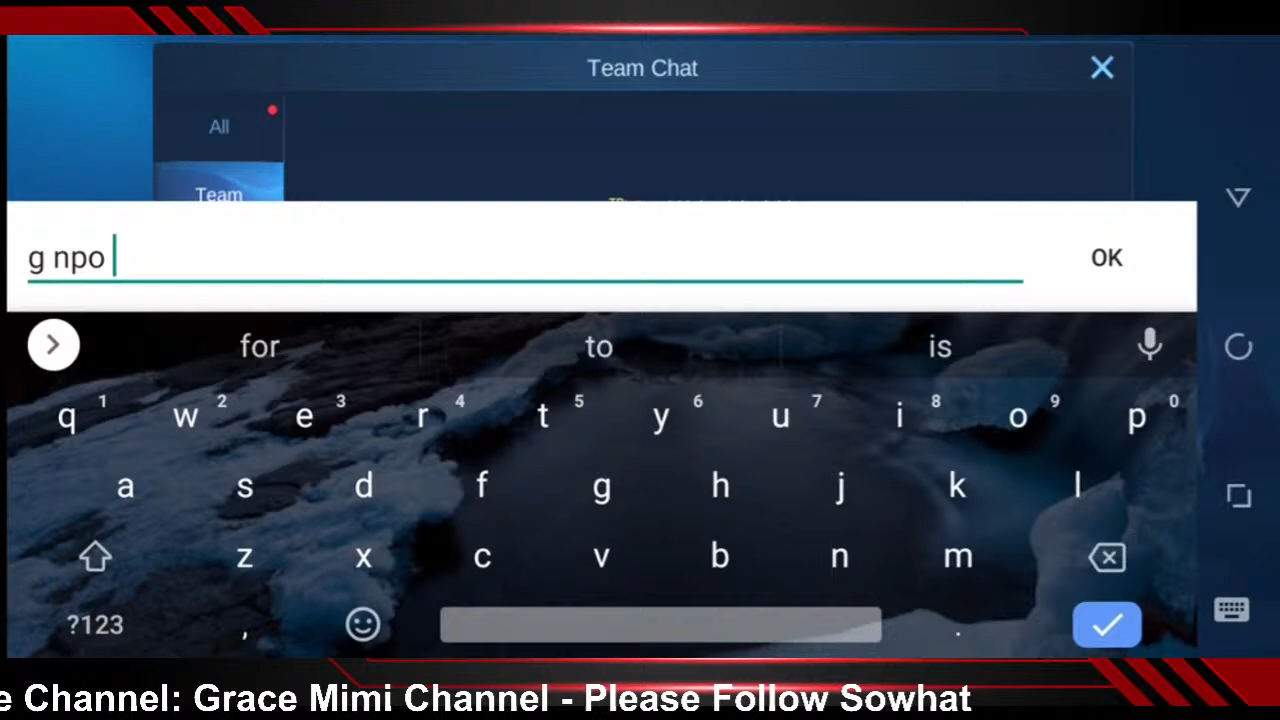 Team Chat
All
Team
g npo
OK
for to is
q 1 w 2 e 3 r 4 t 5 y 6 u 7 i 8 o 9 p 0
a s d f g h j k l
z x c v b n m
?123 , .
e Channel: Grace Mimi Channel - Please Follow Sowhat